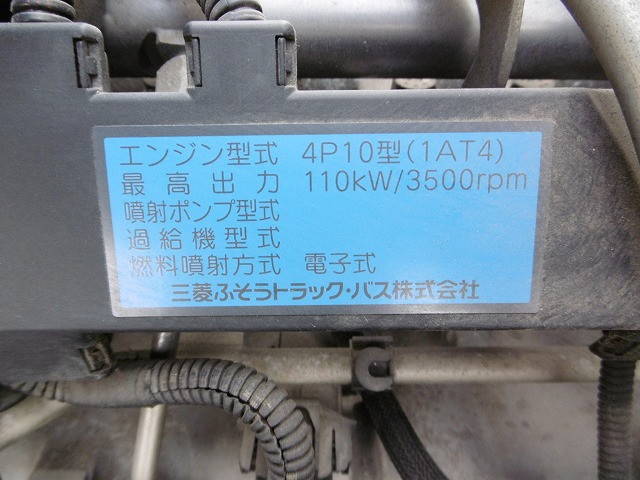 エンジン型式 4P10型(1AT4)
最高出力 110kW/3500rpm
噴射ポンプ型式
過給機型式
燃料噴射方式 電子式
三菱ふそうトラック・バス株式会社